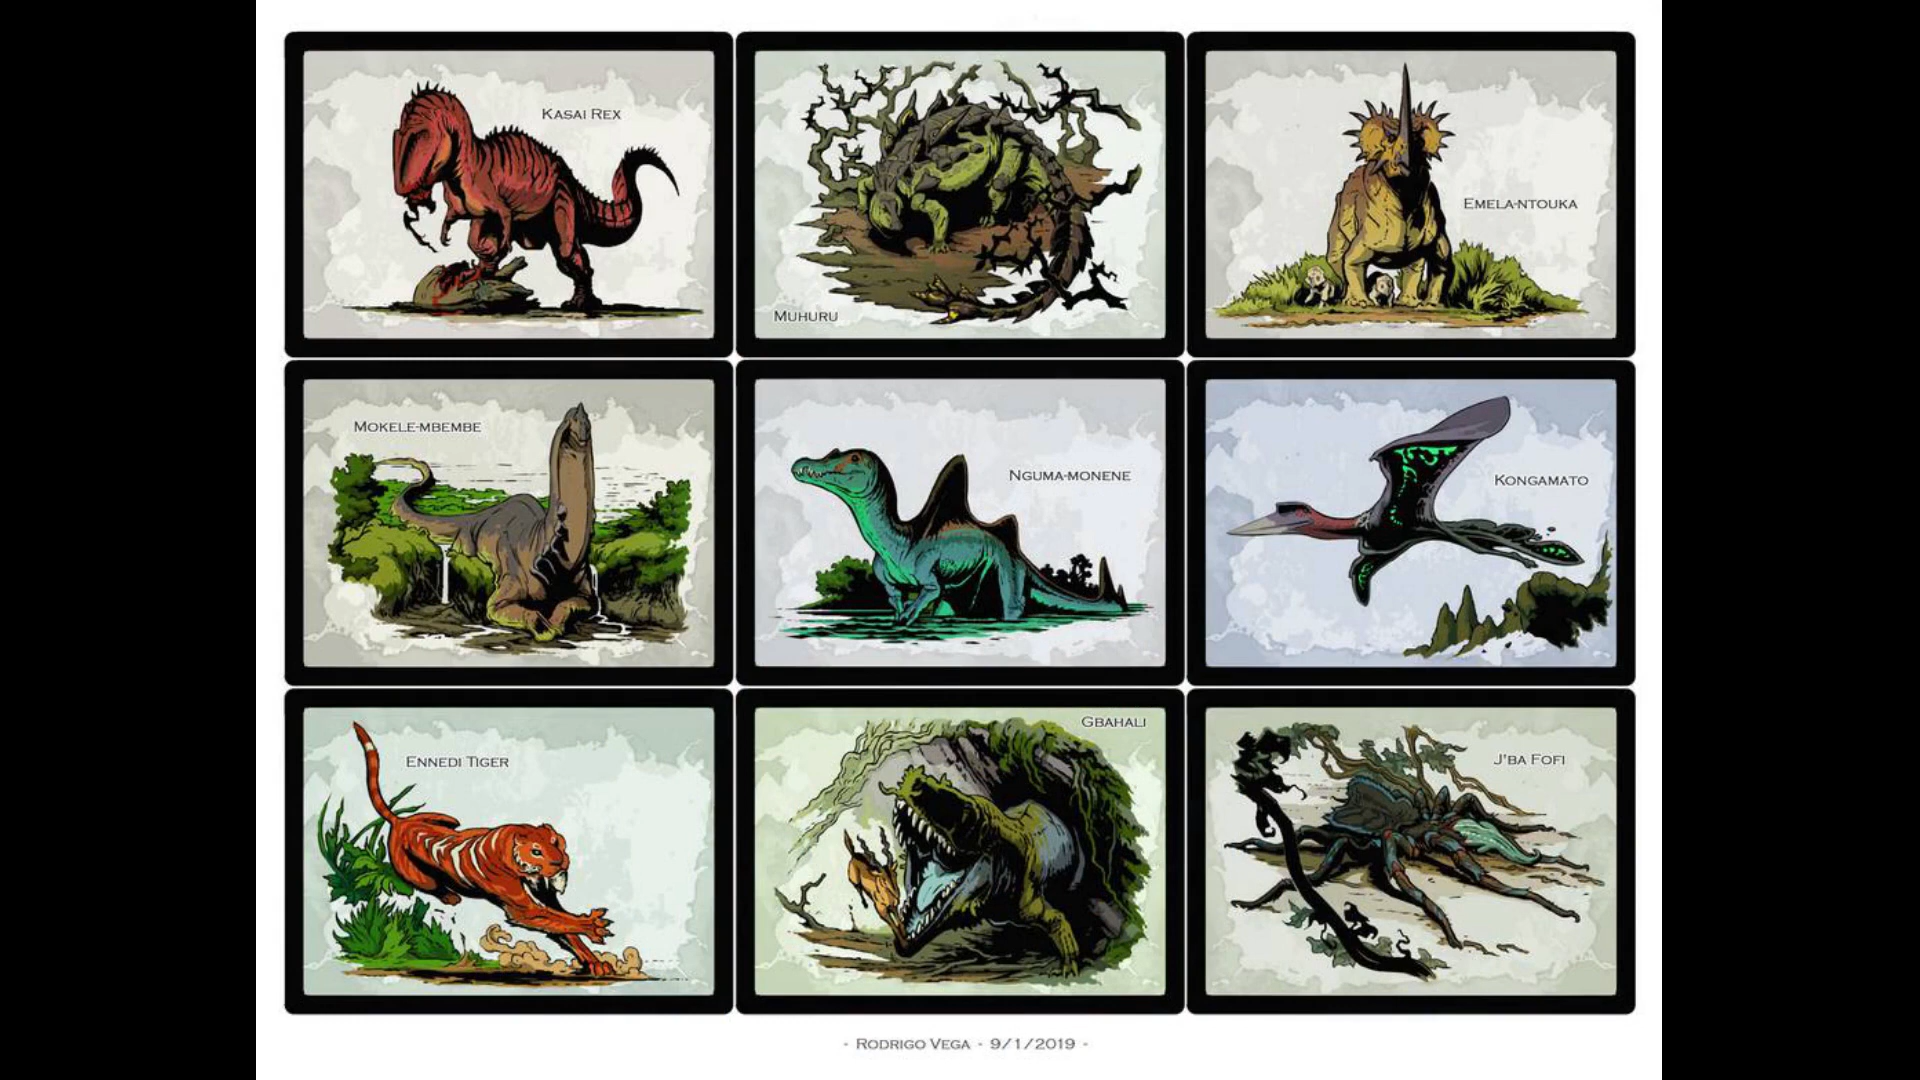 KASAI REX
MUHURU
EMELA-NTOUKA
MOKELE-MBEMBE
NGUMA-MONENE
KONGAMATO
ENNEDI TIGER
GBAHALI
J'BA FOFI
- RODRIGO VEGA - 9/1/2019 -